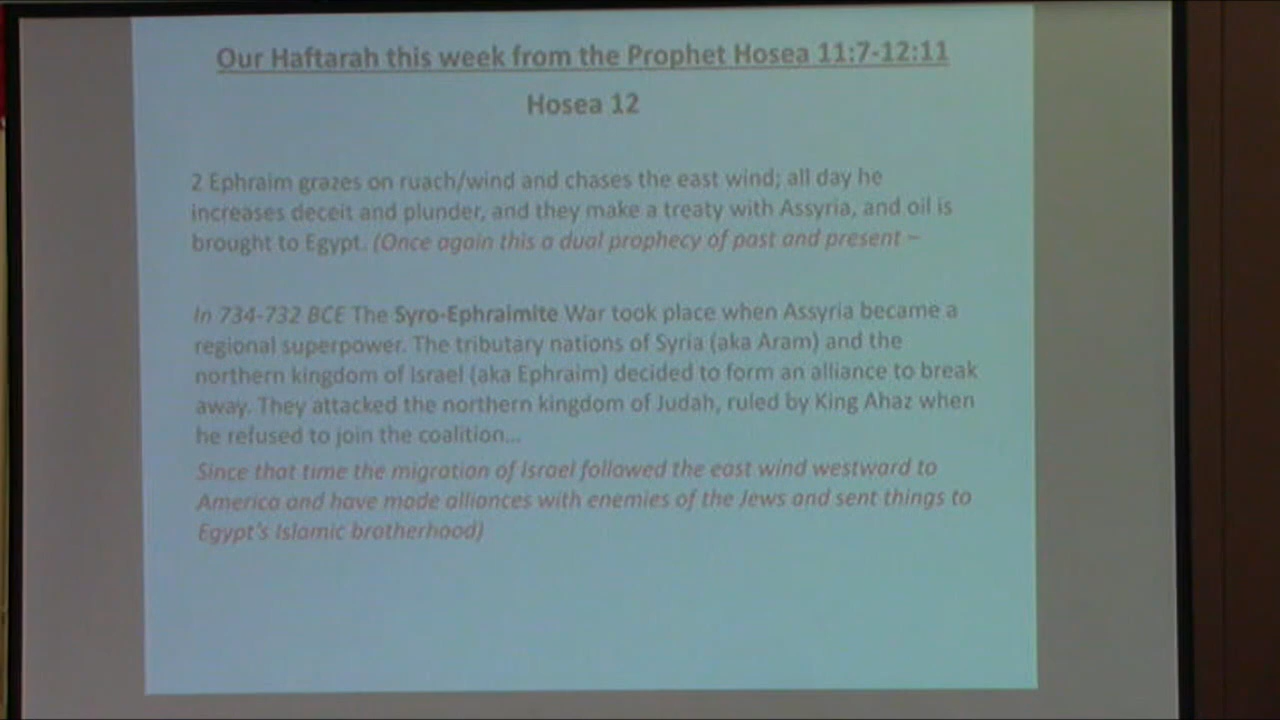 Our Haftarah this week from the Prophet Hosea 11:7-12:11
Hosea 12
2 Ephraim grazes on ruach/wind and chases the east wind; all day he
increases deceit and plunder, and they make a treaty with Assyria, and oil is
brought to Egypt. (Once again this a dual prophecy of past and present –
In 734-732 BCE The Syro-Ephraimite War took place when Assyria became a
regional superpower. The tributary nations of Syria (aka Aram) and the
northern kingdom of Israel (aka Ephraim) decided to form an alliance to break
away. They attacked the northern kingdom of Judah, ruled by King Ahaz when
he refused to join the coalition...
Since that time the migration of Israel followed the east wind westward to
America and have made alliances with enemies of the Jews and sent things to
Egypt's Islamic brotherhood)